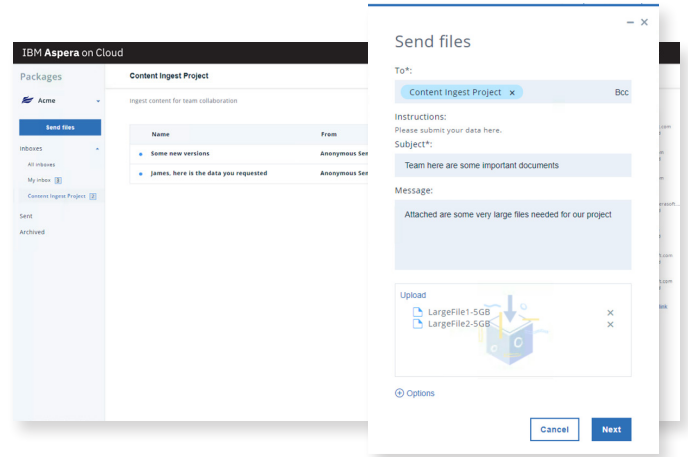 IBM Aspera on Cloud
Packages
Acme
Send files
Inboxes
All inboxes
My inbox
Content Ingest Project 2
Sent
Archived
Content Ingest Project
Ingest content for team collaboration
Name From
Some new versions Anonymous Sen
James, here is the data you requested Anonymous Sen
Send files
To*:
Content Ingest Project × Bcc
Instructions:
Please submit your data here.
Subject*:
Team here are some important documents
Message:
Attached are some very large files needed for our project
Upload
LargeFile1-5GB ×
LargeFile2-5GB ×
Options
Cancel Next